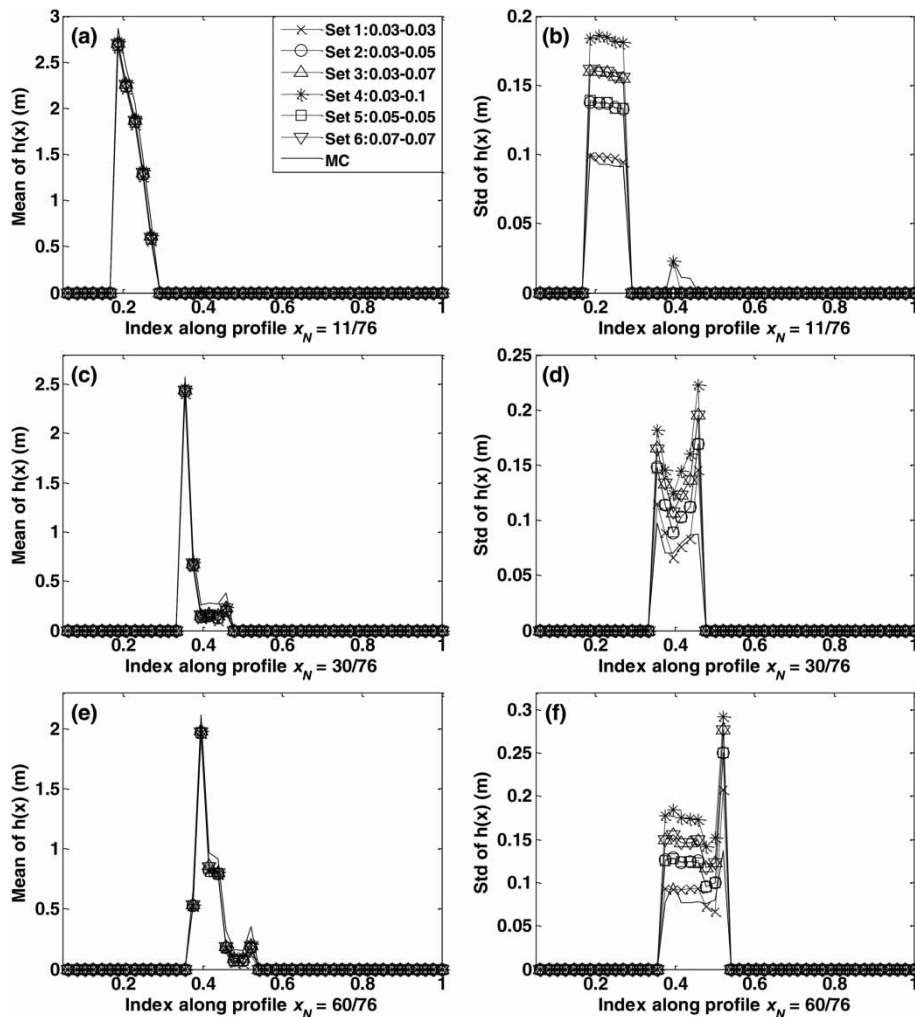 (a)
Mean of h(x) (m)
3
2.5
2
1.5
1
0.5
0
0.2 0.4 0.6 0.8 1
Index along profile x_N = 11/76
Set 1:0.03-0.03
Set 2:0.03-0.05
Set 3:0.03-0.07
Set 4:0.03-0.1
Set 5:0.05-0.05
Set 6:0.07-0.07
MC
(b)
Std of h(x) (m)
0.2
0.15
0.1
0.05
0
0.2 0.4 0.6 0.8 1
Index along profile x_N = 11/76
(c)
Mean of h(x) (m)
2.5
2
1.5
1
0.5
0
0.2 0.4 0.6 0.8 1
Index along profile x_N = 30/76
(d)
Std of h(x) (m)
0.25
0.2
0.15
0.1
0.05
0
0.2 0.4 0.6 0.8 1
Index along profile x_N = 30/76
(e)
Mean of h(x) (m)
2
1.5
1
0.5
0
0.2 0.4 0.6 0.8 1
Index along profile x_N = 60/76
(f)
Std of h(x) (m)
0.3
0.25
0.2
0.15
0.1
0.05
0
0.2 0.4 0.6 0.8 1
Index along profile x_N = 60/76